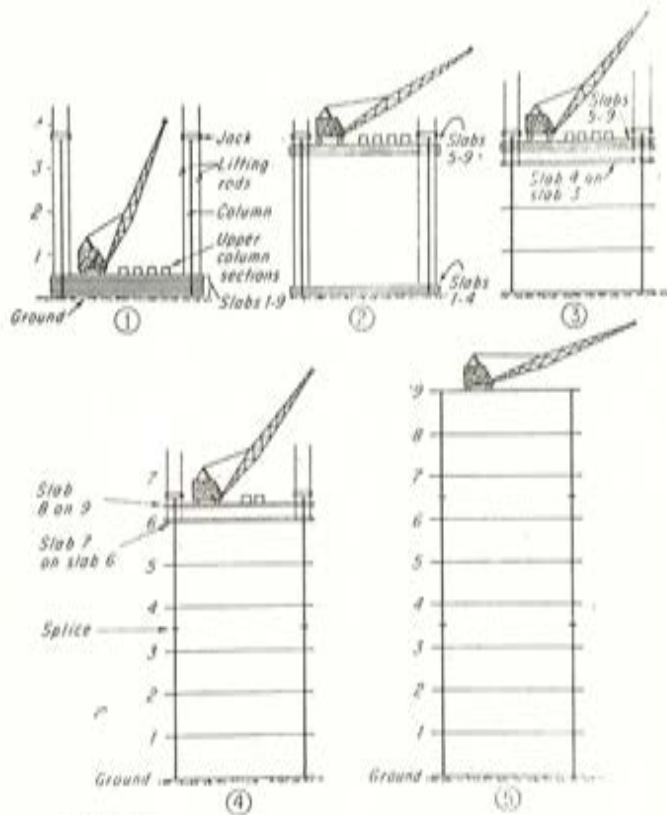 4
3
2
1
Jack
Lifting
rods
Column
Upper
column
sections
Slabs 1-9
Ground
①
Slabs
5-9
Slabs
1-4
②
Slabs
5-9
Slab 4 on
slab 3
③
7
Slab
8 on 9
6
Slab 7
on slab 6
5
4
Splice
3
2
1
Ground
④
9
8
7
6
5
4
3
2
1
Ground
⑤